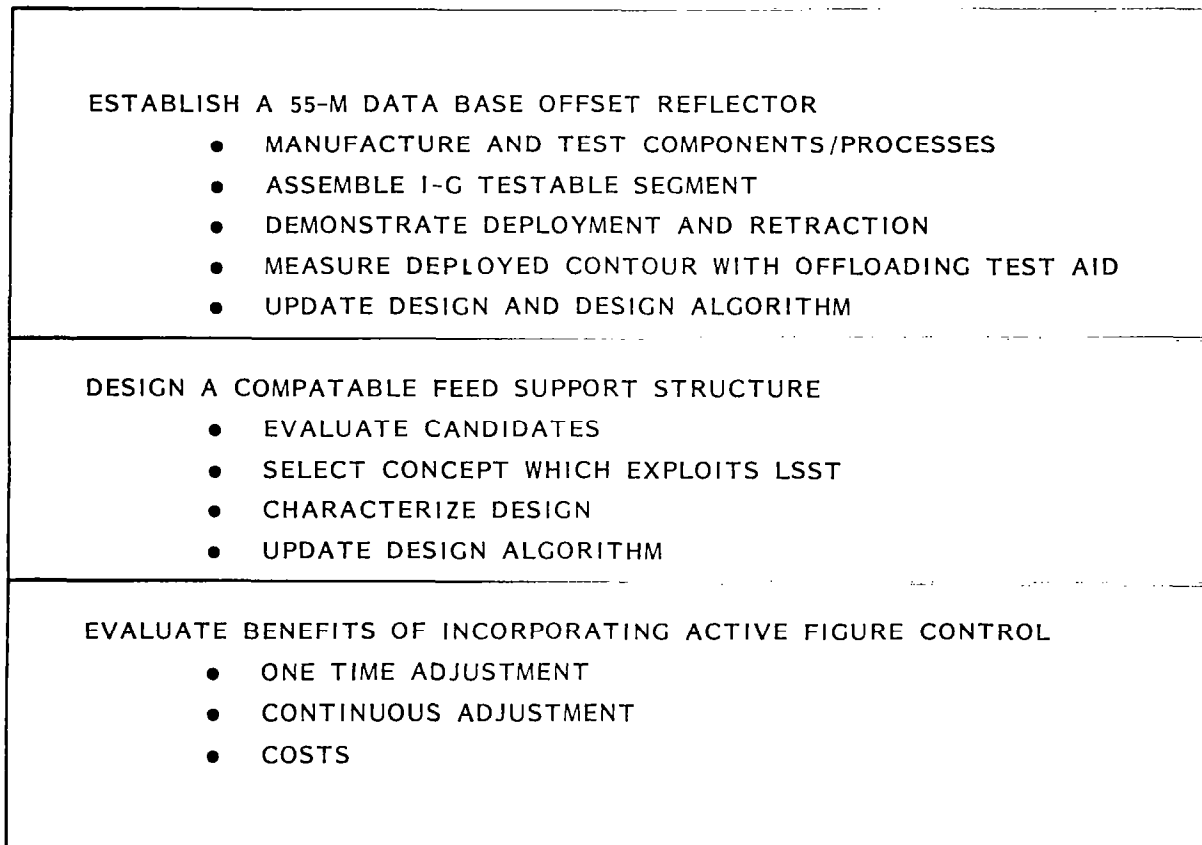 ESTABLISH A 55-M DATA BASE OFFSET REFLECTOR
● MANUFACTURE AND TEST COMPONENTS/PROCESSES
● ASSEMBLE I-G TESTABLE SEGMENT
● DEMONSTRATE DEPLOYMENT AND RETRACTION
● MEASURE DEPLOYED CONTOUR WITH OFFLOADING TEST AID
● UPDATE DESIGN AND DESIGN ALGORITHM
DESIGN A COMPATABLE FEED SUPPORT STRUCTURE
● EVALUATE CANDIDATES
● SELECT CONCEPT WHICH EXPLOITS LSST
● CHARACTERIZE DESIGN
● UPDATE DESIGN ALGORITHM
EVALUATE BENEFITS OF INCORPORATING ACTIVE FIGURE CONTROL
● ONE TIME ADJUSTMENT
● CONTINUOUS ADJUSTMENT
● COSTS